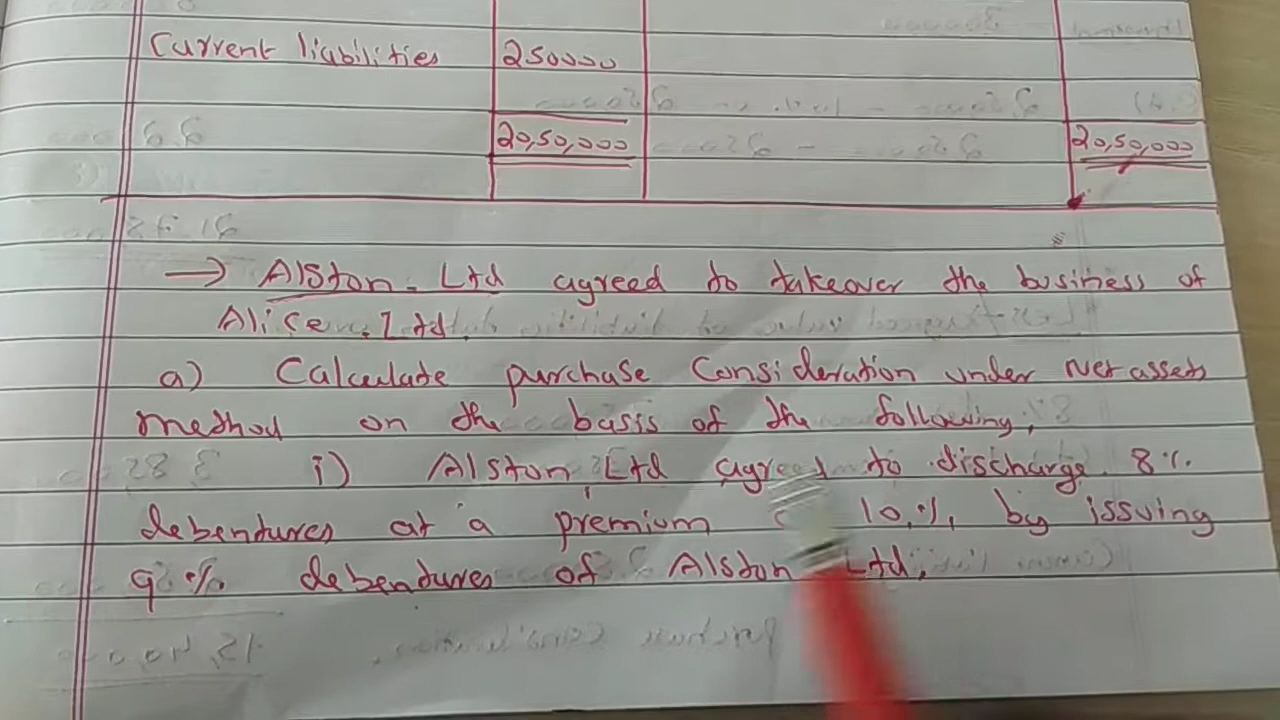 Current liabilities 250000
20,50,000 20,50,000
→ Alston. Ltd agreed to takeover the business of
Alice. Ltd.
a) Calculate purchase Consideration under Net assets
method on the basis of the following;
i) Alston Ltd agreed to discharge 8%
debentures at a premium 10% by issuing
9% debentures of Alston Ltd.